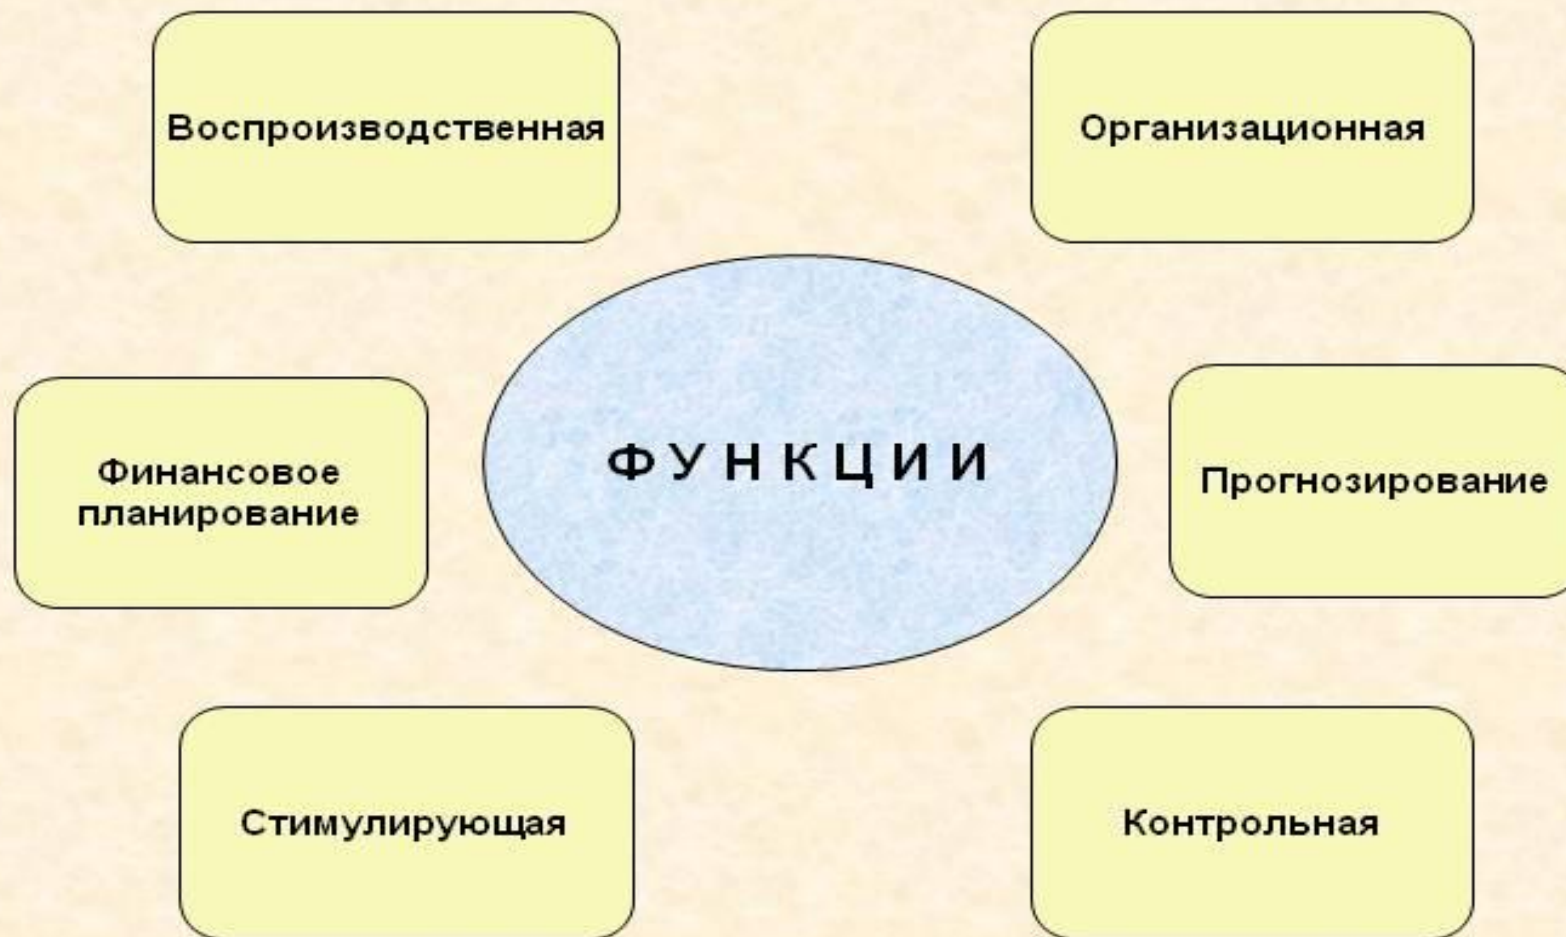 Воспроизводственная
Организационная
ФУНКЦИИ
Финансовое
планирование
Прогнозирование
Стимулирующая
Контрольная